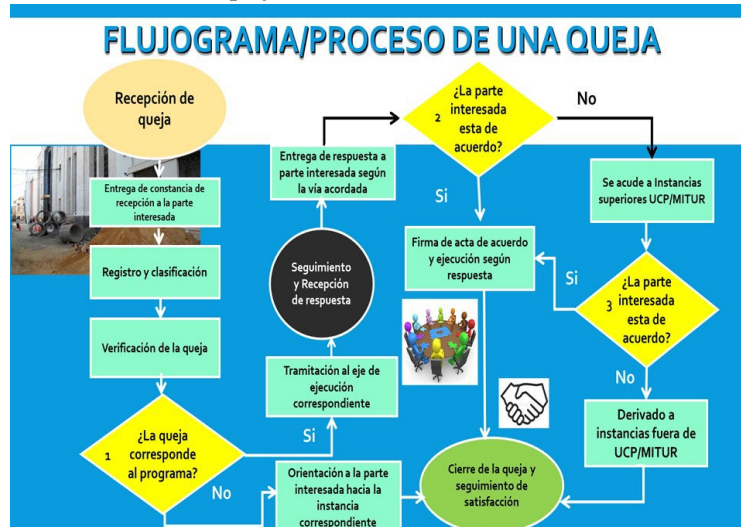 FLUJOGRAMA/PROCESO DE UNA QUEJA
Recepción de
queja
Entrega de constancia de
recepción a la parte
interesada
Registro y clasificación
Verificación de la queja
1
¿La queja
corresponde
al programa?
Si
No
Tramitación al eje de
ejecución
correspondiente
Seguimiento
y Recepción
de respuesta
Entrega de respuesta a
parte interesada según
la vía acordada
2
¿La parte
interesada
esta de
acuerdo?
Si
No
Firma de acta de acuerdo
y ejecución según
respuesta
Se acude a Instancias
superiores UCP/MITUR
3
¿La parte
interesada
esta de
acuerdo?
Si
No
Derivado a
instancias fuera de
UCP/MITUR
Orientación a la parte
interesada hacia la
instancia
correspondiente
Cierre de la queja y
seguimiento de
satisfacción